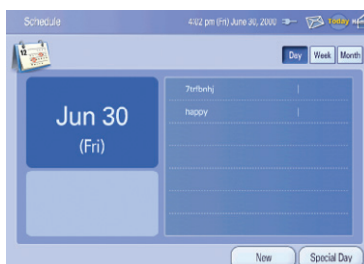 Schedule 4:02 pm (Fri) June 30, 2000 Today
12
Day Week Month
7trfbnhj
happy
Jun 30
(Fri)
New Special Day